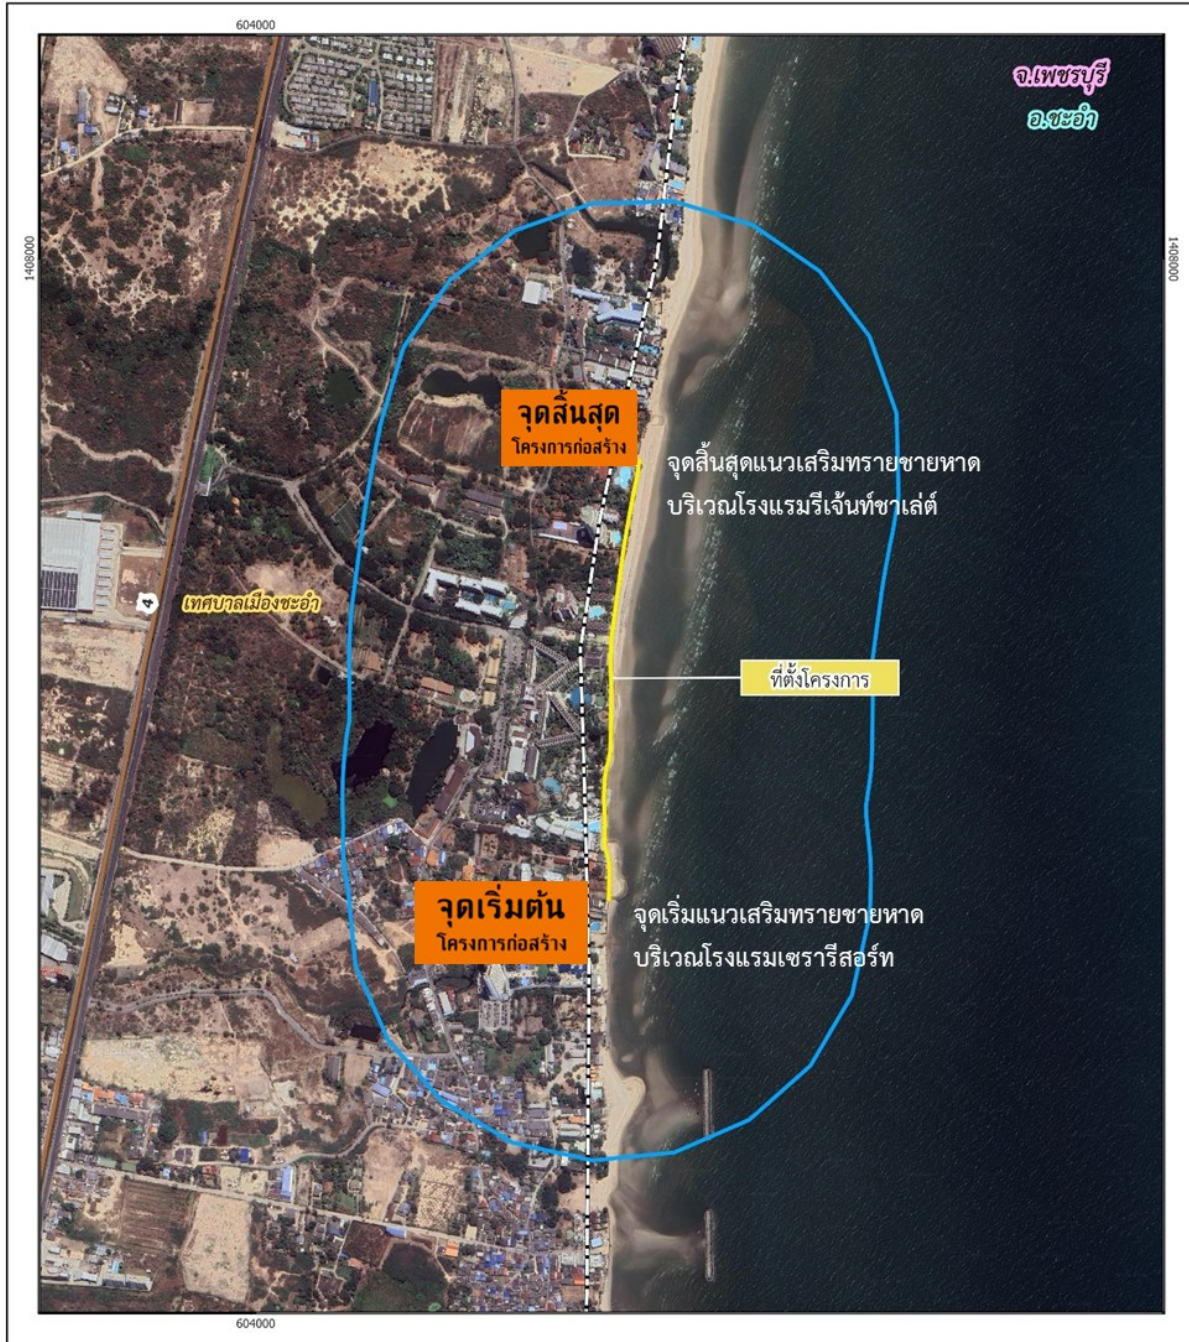 604000
จ.เพชรบุรี
อ.ชะอำ
1408000
1408000
จุดสิ้นสุด
โครงการก่อสร้าง
จุดสิ้นสุดแนวเสริมทรายชายหาด
บริเวณโรงแรมรีเจ้นท์ชาเล่ต์
4
เทศบาลเมืองชะอำ
ที่ตั้งโครงการ
จุดเริ่มต้น
โครงการก่อสร้าง
จุดเริ่มแนวเสริมทรายชายหาด
บริเวณโรงแรมเซรารีสอร์ท
604000